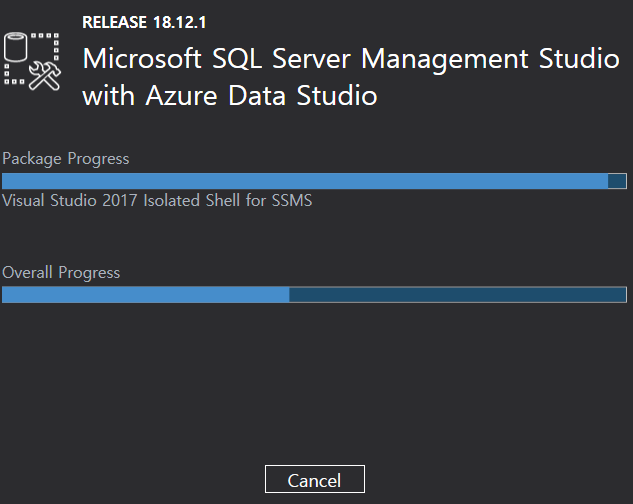 RELEASE 18.12.1
Microsoft SQL Server Management Studio
with Azure Data Studio
Package Progress
Visual Studio 2017 Isolated Shell for SSMS
Overall Progress
Cancel